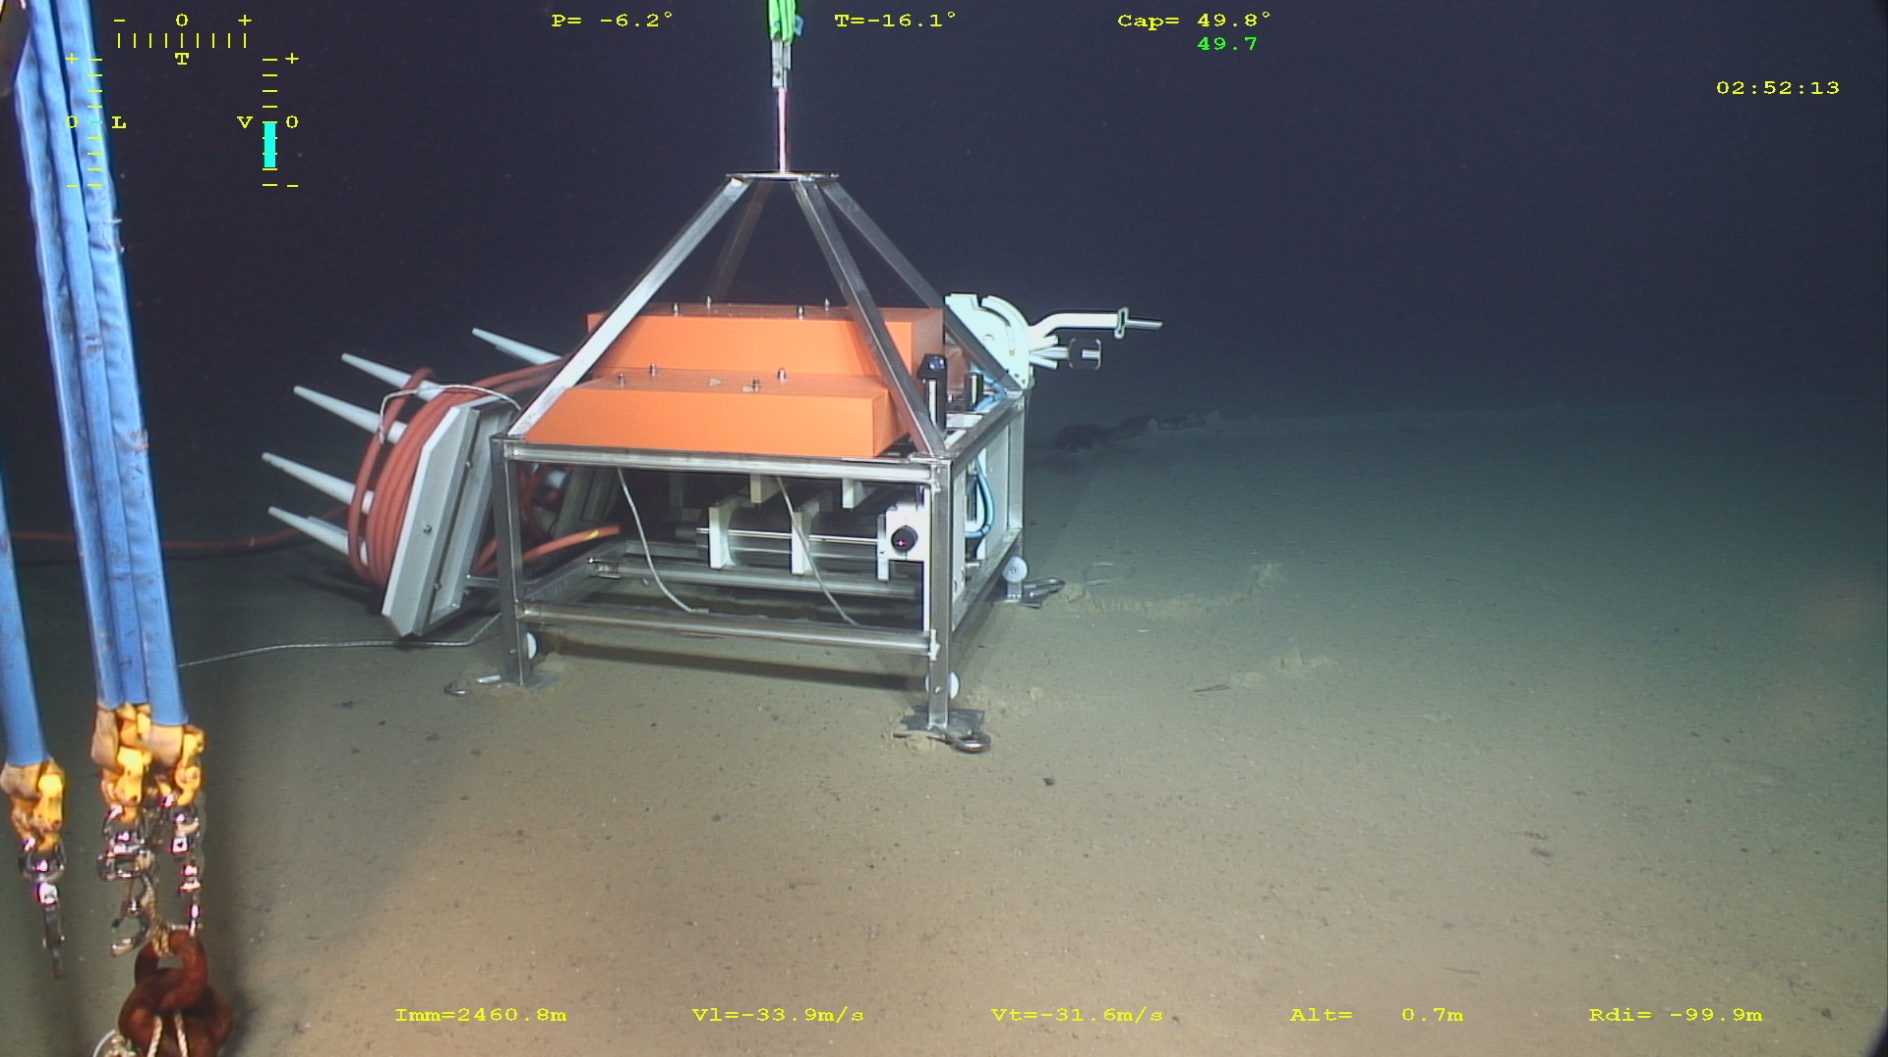 - 0 + P= -6.2° T=-16.1° Cap= 49.8°
49.7
T
+ +
02:52:13
0 L V 0
- -
Imm=2460.8m Vl=-33.9m/s Vt=-31.6m/s Alt= 0.7m Rdi= -99.9m